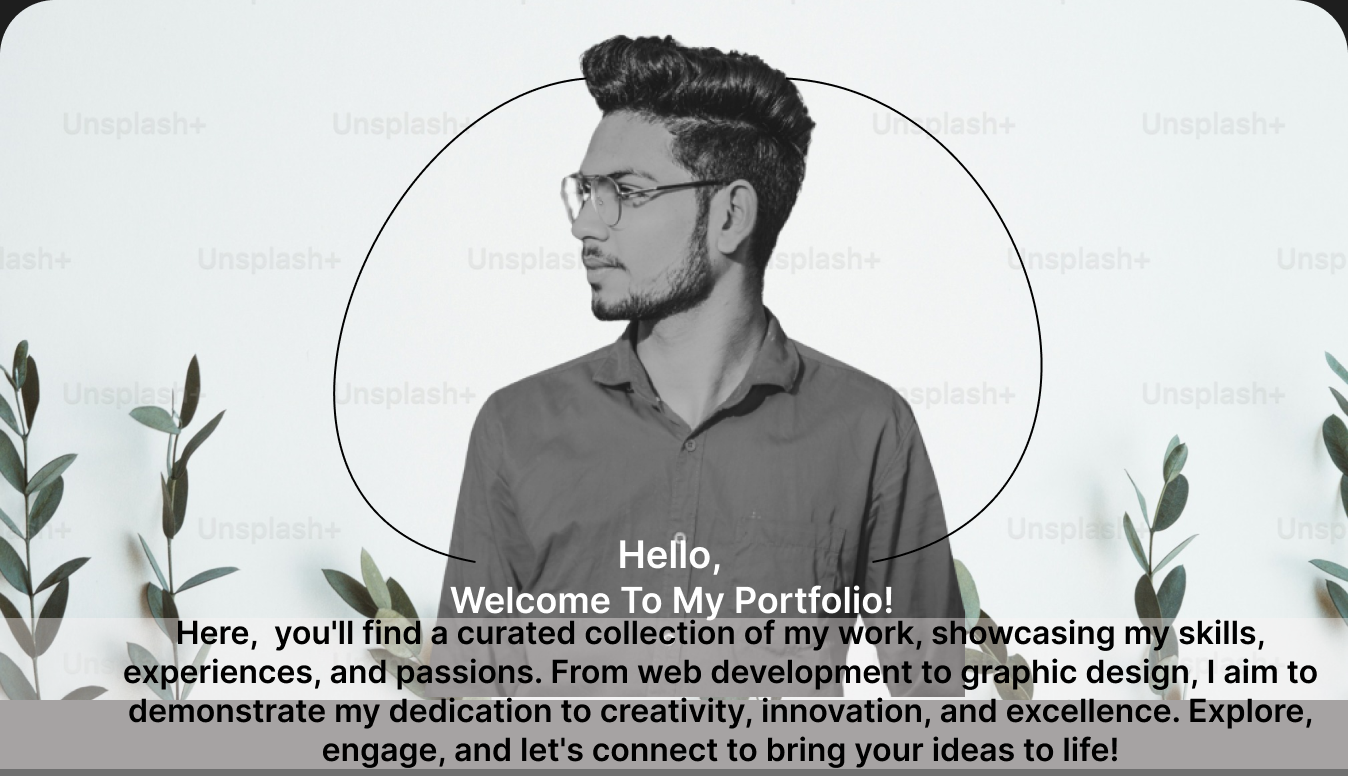 Unsplash+ Unsplash+ Unsplash+ Unsplash+
lash+ Unsplash+ Unsplas splash+ Unsplash+ Unsp
Unsplash+ Unsplash+ nsplash+ Unsplash+
Unsplash+ Unsplash+ Unsp
Hello,
Welcome To My Portfolio!
Here,  you'll find a curated collection of my work, showcasing my skills,
experiences, and passions. From web development to graphic design, I aim to
demonstrate my dedication to creativity, innovation, and excellence. Explore,
engage, and let's connect to bring your ideas to life!